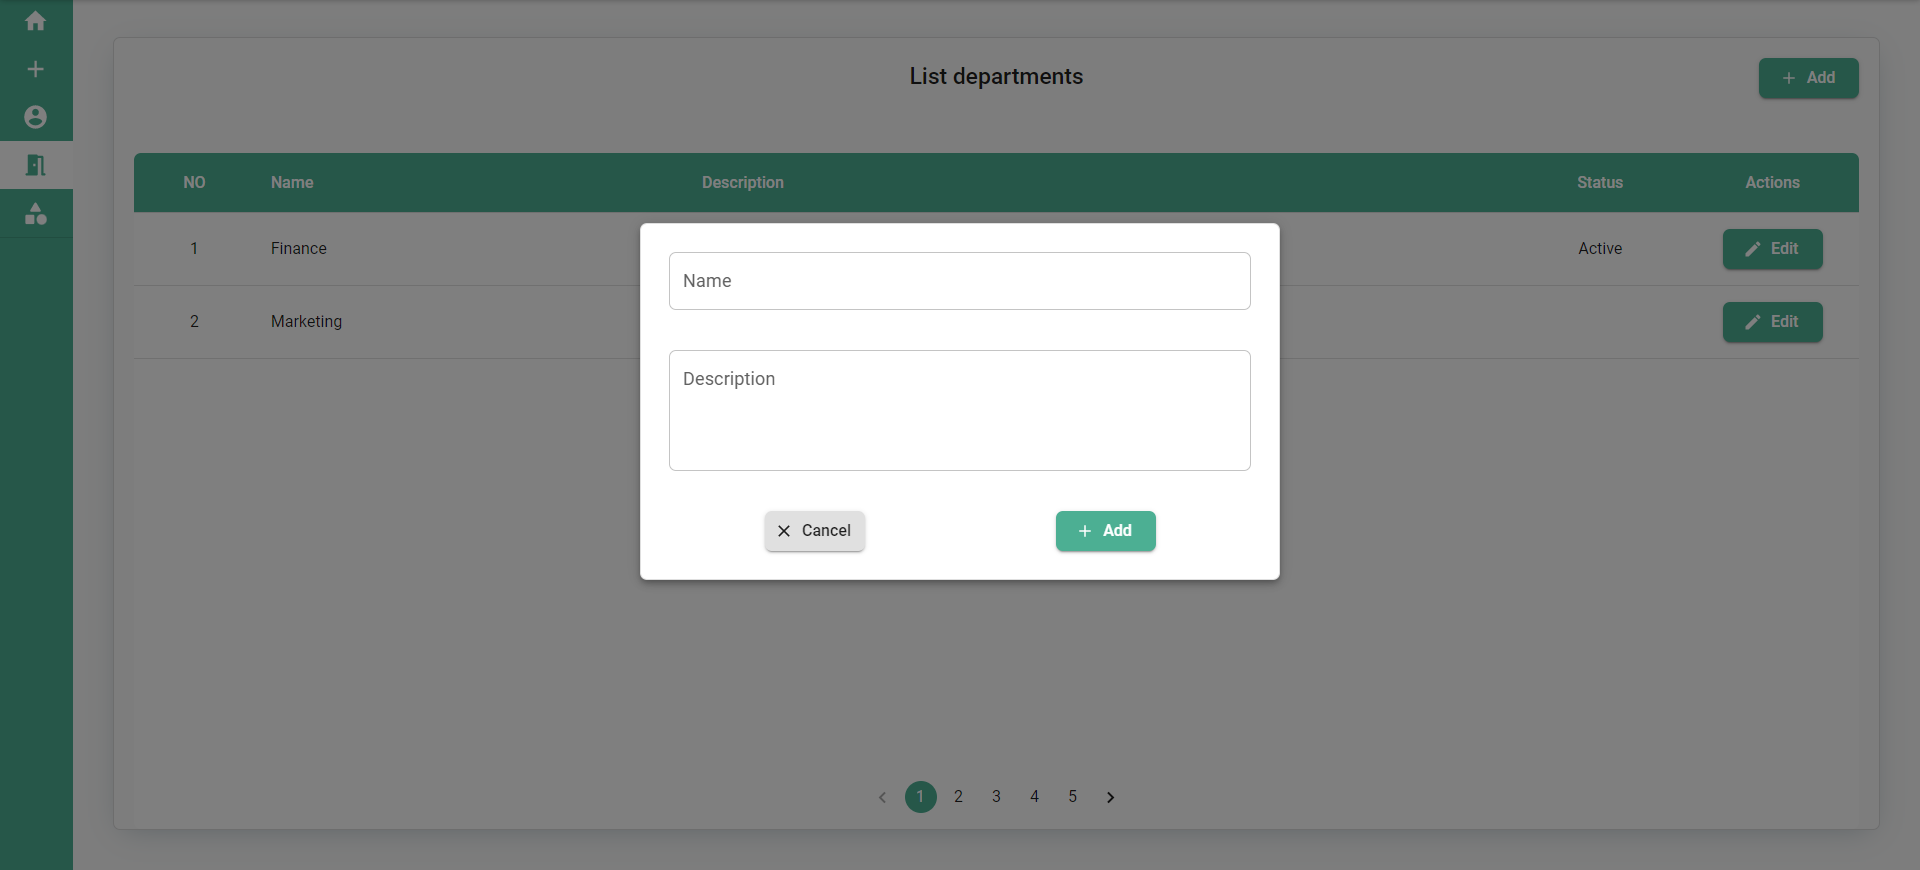 List departments
Add
NO Name Description Status Actions
1 Finance Active Edit
2 Marketing Edit
Name
Description
Cancel Add
1 2 3 4 5